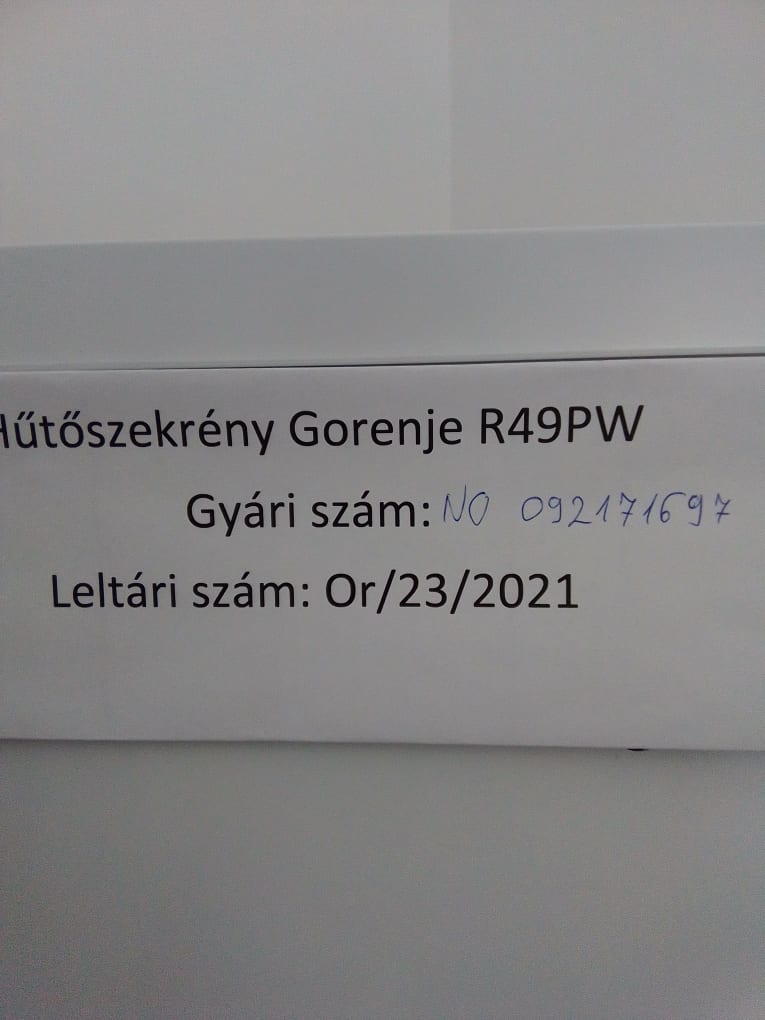 Hűtőszekrény Gorenje R49PW
Gyári szám: NO 092171697
Leltári szám: Or/23/2021